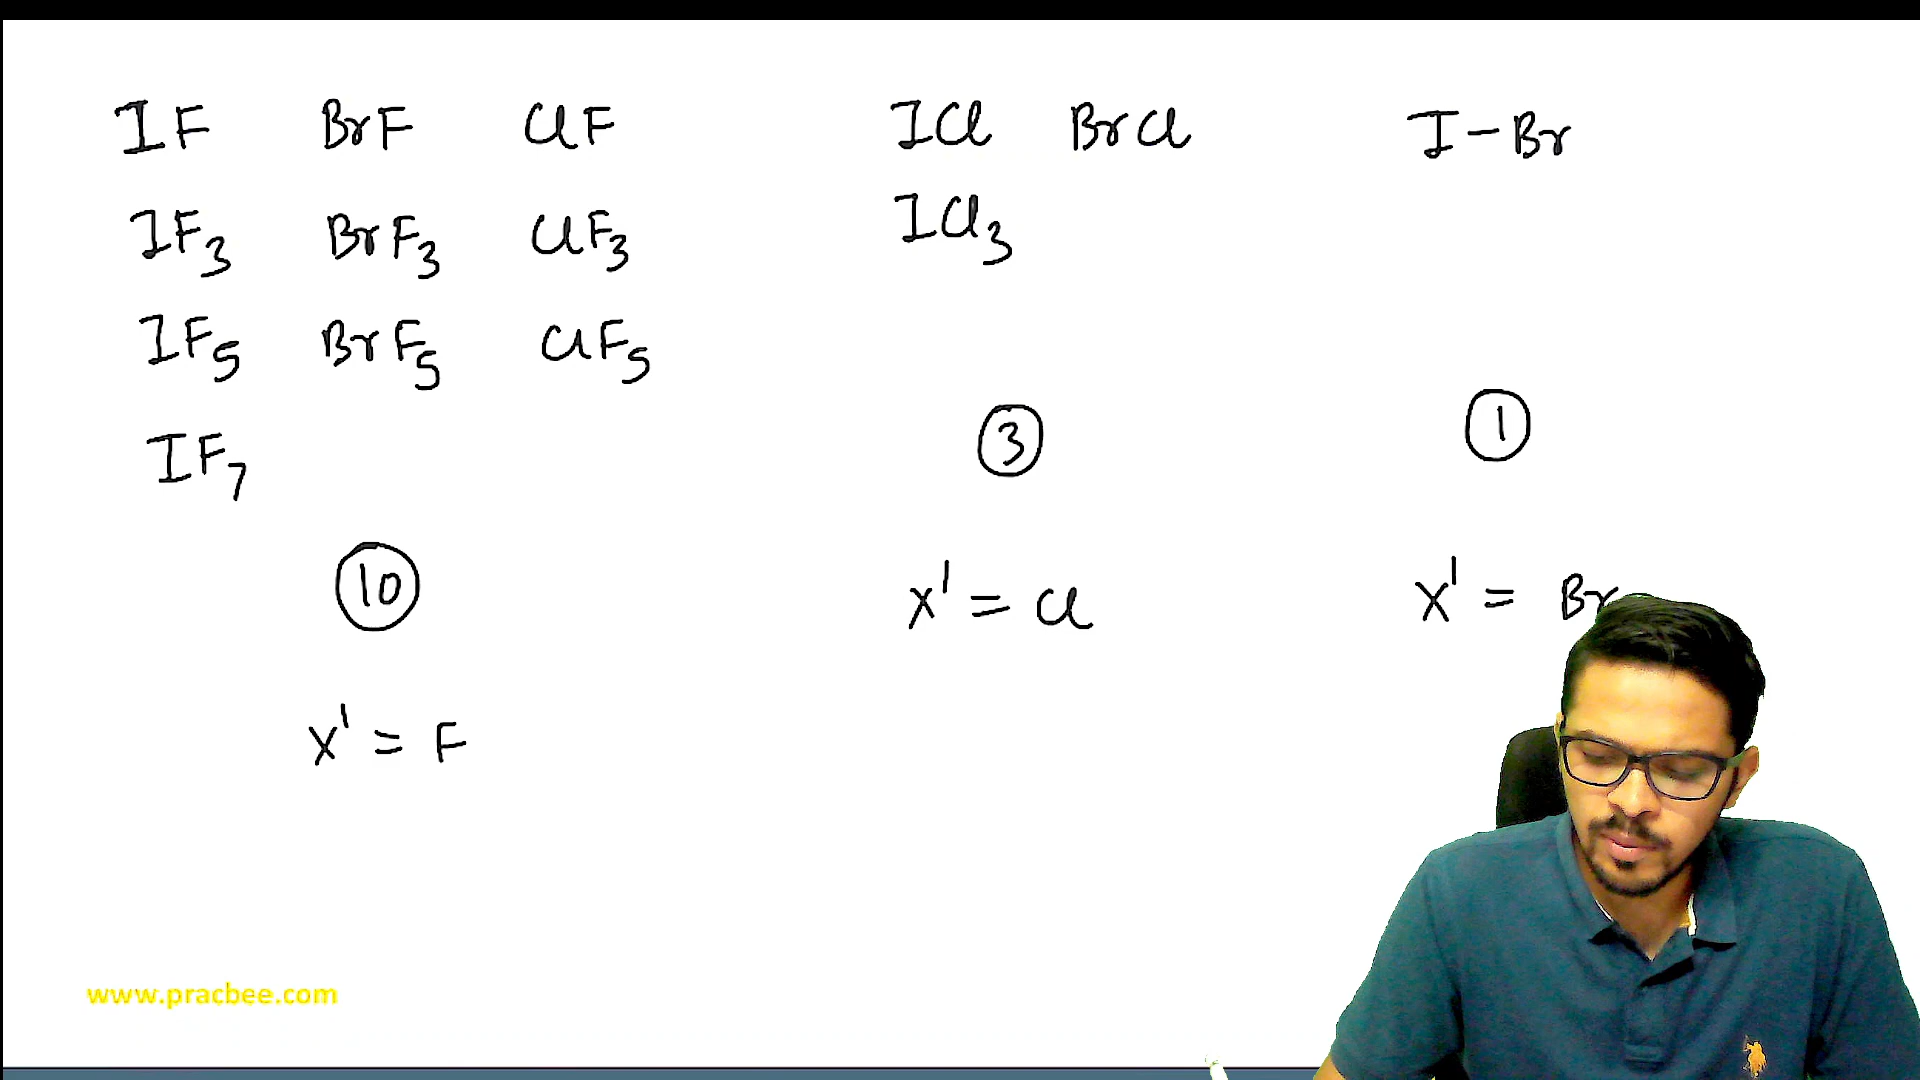 IF BrF ClF ICl BrCl I-Br
IF3 BrF3 ClF3 ICl3
IF5 BrF5 ClF5
IF7
3 1
10
X' = Cl X' = Br
X' = F
www.pracbee.com